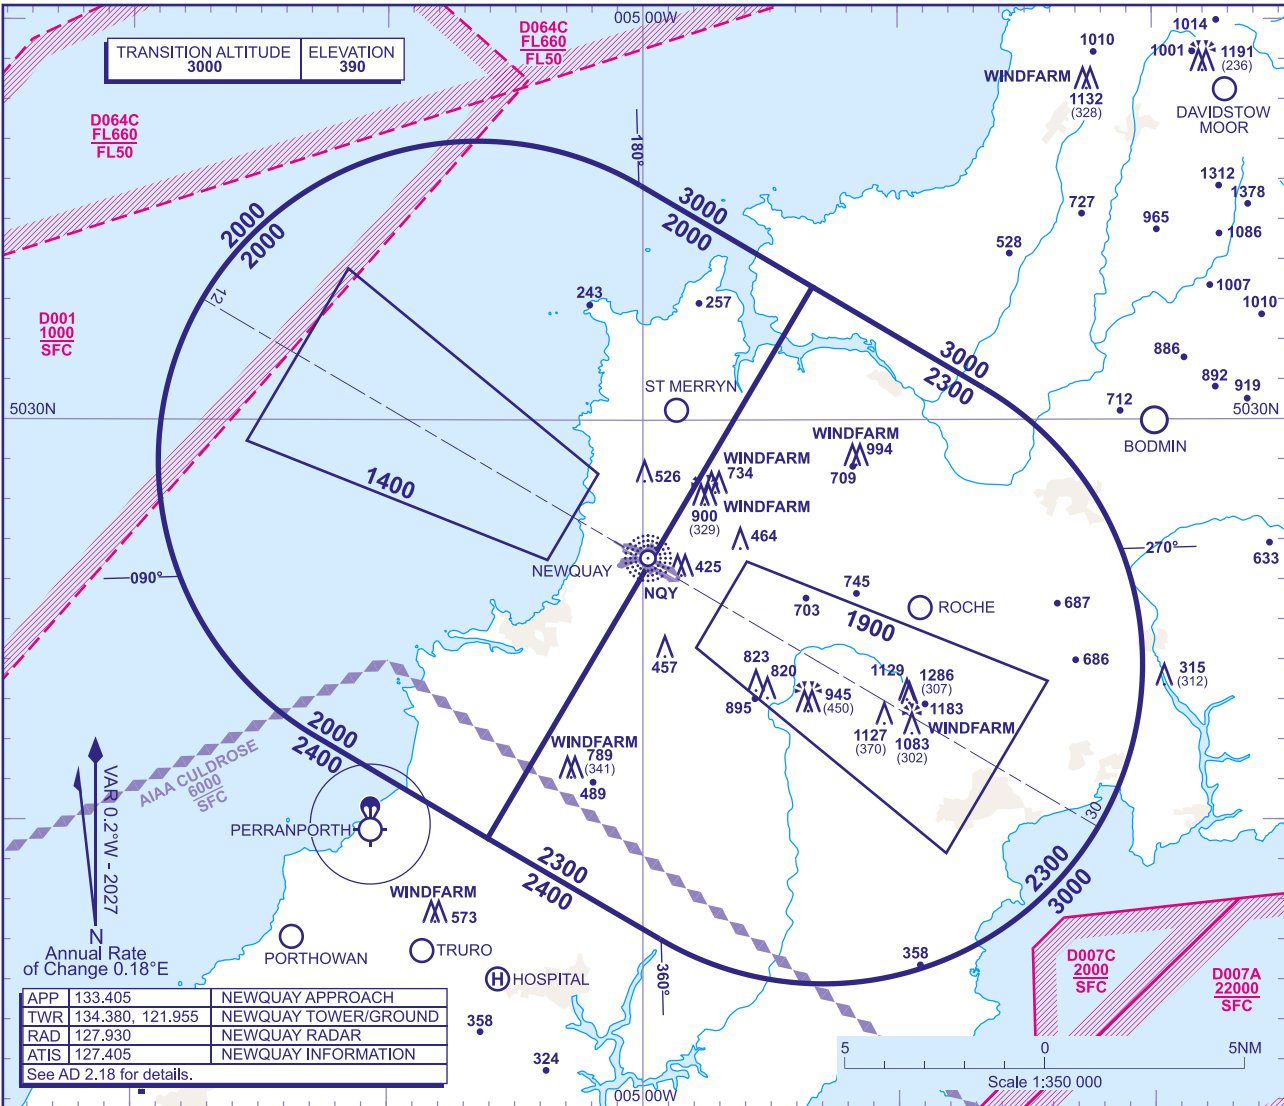 005 00'W
TRANSITION ALTITUDE
3000
ELEVATION
390
D064C
FL660
FL50
D064C
FL660
FL50
D001
1000
SFC
1014
1010
1001
1191
(236)
WINDFARM
1132
(328)
DAVIDSTOW
MOOR
180°
3000
2000
2000
2000
1312
1378
727
965
1086
528
12
243
257
1007
1010
3000
2300
886
892
919
ST MERRYN
5030N
712
5030N
BODMIN
WINDFARM
994
709
WINDFARM
734
526
1400
WINDFARM
900
(329)
464
NEWQUAY
425
NQY
270°
633
090°
745
703
1900
ROCHE
687
457
686
823
820
895
945
(450)
1129
1286
(307)
1183
WINDFARM
1127
(370)
1083
(302)
315
(312)
2000
2400
WINDFARM
789
(341)
489
AIAA CULDROSE
6000
SFC
VAR 0.2°W - 2027
N
Annual Rate
of Change 0.18°E
PERRANPORTH
30
2300
2400
2300
3000
WINDFARM
573
PORTHOWAN
TRURO
HOSPITAL
H
360°
358
D007C
2000
SFC
D007A
22000
SFC
APP 133.405 NEWQUAY APPROACH
TWR 134.380, 121.955 NEWQUAY TOWER/GROUND
RAD 127.930 NEWQUAY RADAR
ATIS 127.405 NEWQUAY INFORMATION
See AD 2.18 for details.
358
324
5 0 5NM
Scale 1:350 000
005 00'W